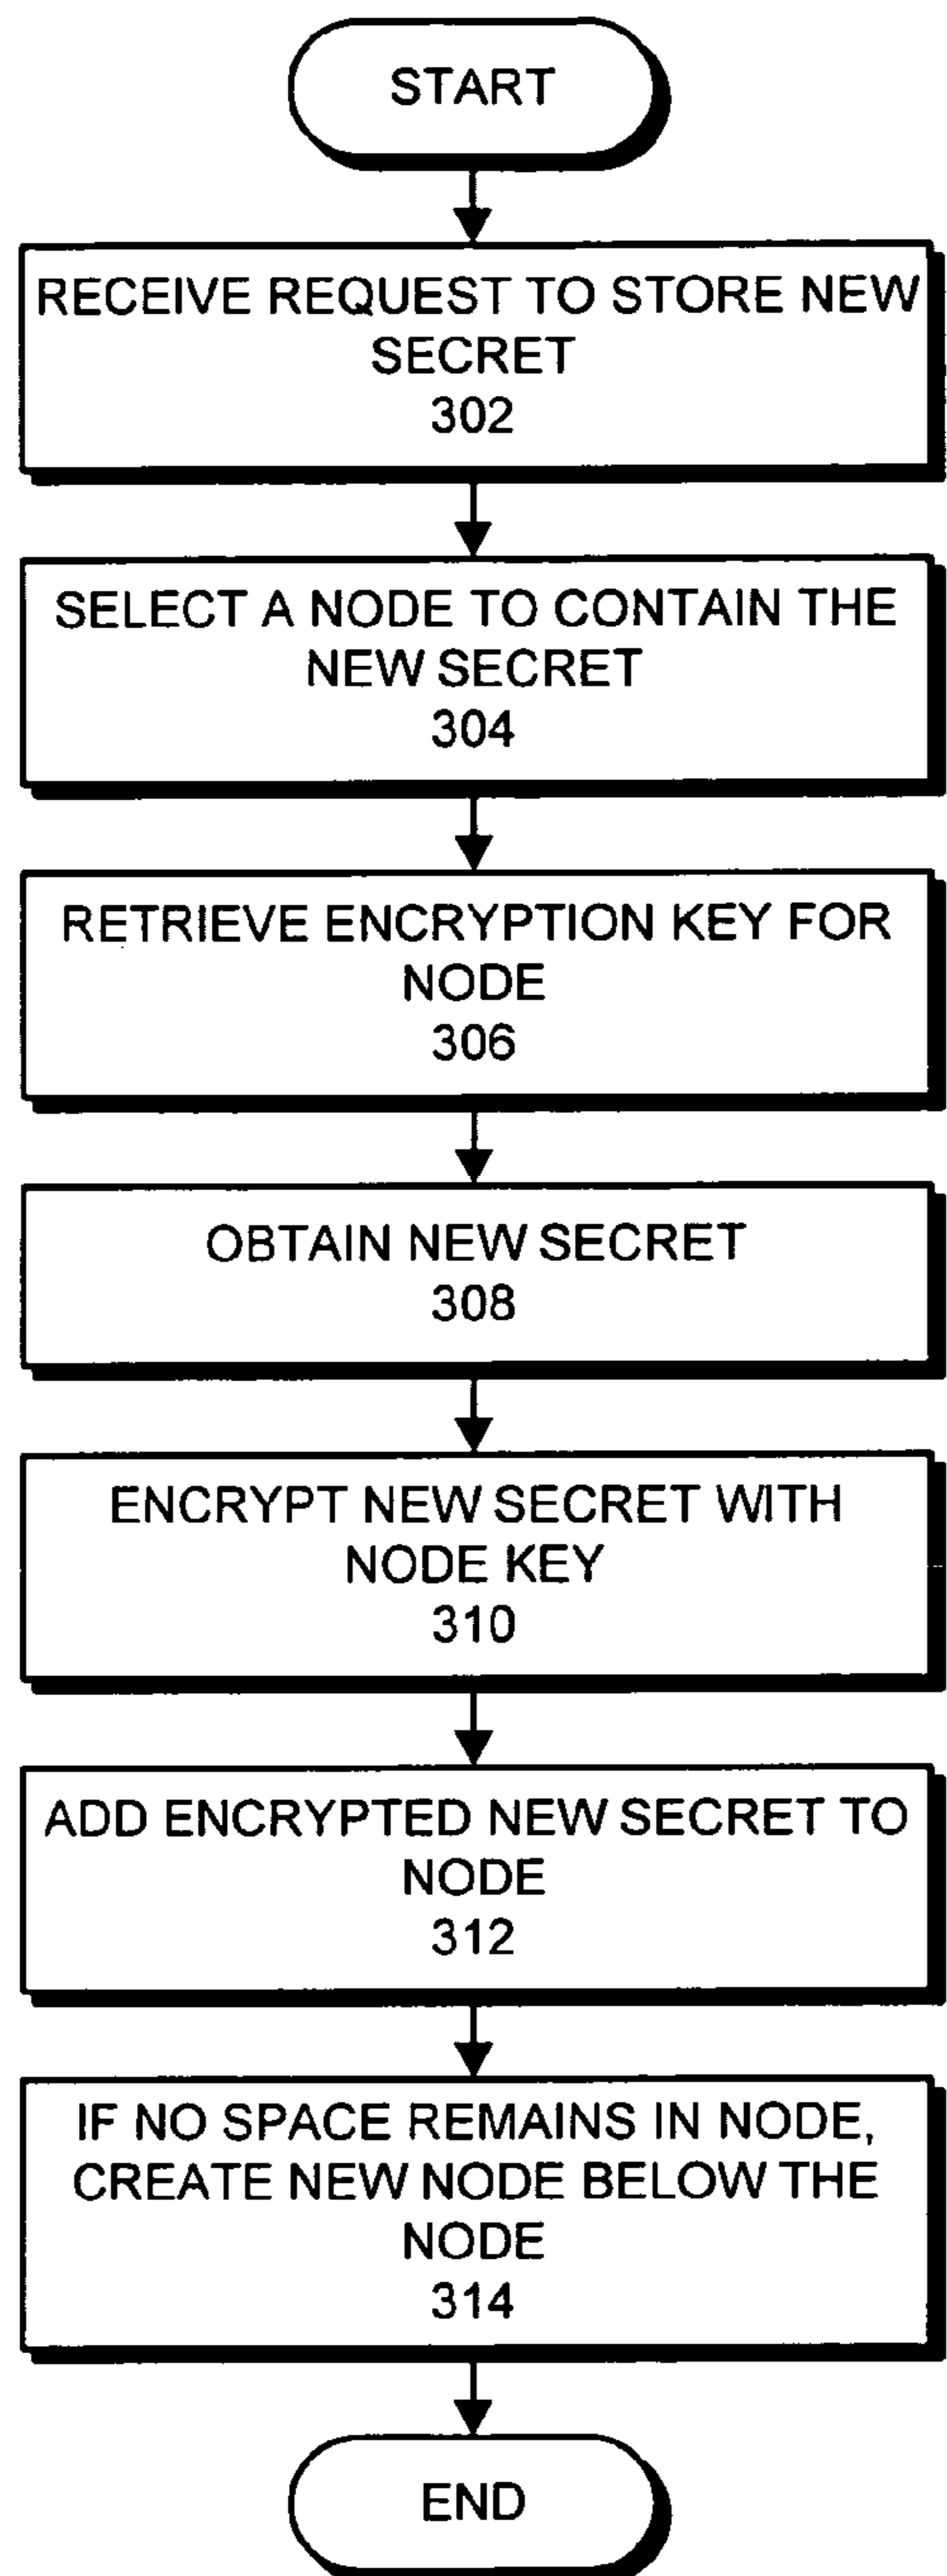 START
RECEIVE REQUEST TO STORE NEW
SECRET
302
SELECT A NODE TO CONTAIN THE
NEW SECRET
304
RETRIEVE ENCRYPTION KEY FOR
NODE
306
OBTAIN NEW SECRET
308
ENCRYPT NEW SECRET WITH
NODE KEY
310
ADD ENCRYPTED NEW SECRET TO
NODE
312
IF NO SPACE REMAINS IN NODE,
CREATE NEW NODE BELOW THE
NODE
314
END